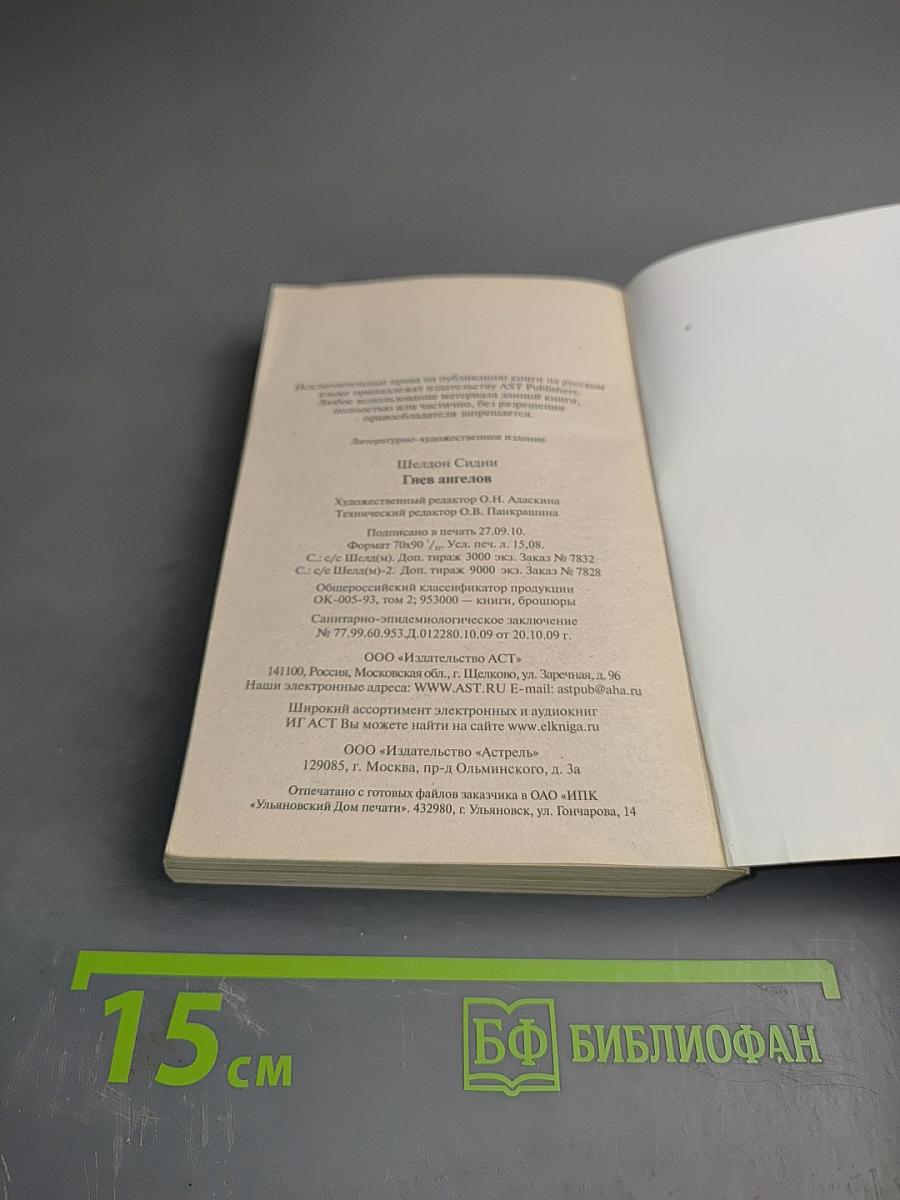 Исключительные права на публикацию книги на русском
языке принадлежат издательству AST Publishers.
Любое использование материала данной книги,
полностью или частично, без разрешения
правообладателя запрещается.
Литературно-художественное издание
Шелдон Сидни
Гнев ангелов
Художественный редактор О.Н. Адаскина
Технический редактор О.В. Панкрашина
Подписано в печать 27.09.10.
Формат 70х90 ¹/₃₂. Усл. печ. л. 15,08.
С.: с/с Шелд(м). Доп. тираж 3000 экз. Заказ № 7832
С.: с/с Шелд(м)-2. Доп. тираж 9000 экз. Заказ № 7828
Общероссийский классификатор продукции
ОК-005-93, том 2; 953000 — книги, брошюры
Санитарно-эпидемиологическое заключение
№ 77.99.60.953.Д.012280.10.09 от 20.10.09 г.
ООО «Издательство АСТ»
141100, Россия, Московская обл., г. Щелково, ул. Заречная, д. 96
Наши электронные адреса: WWW.AST.RU E-mail: astpub@aha.ru
Широкий ассортимент электронных и аудиокниг
ИГ АСТ Вы можете найти на сайте www.elkniga.ru
ООО «Издательство «Астрель»
129085, г. Москва, пр-д Ольминского, д. 3а
Отпечатано с готовых файлов заказчика в ОАО «ИПК
«Ульяновский Дом печати». 432980, г. Ульяновск, ул. Гончарова, 14
15 см
БФ БИБЛИОФАН